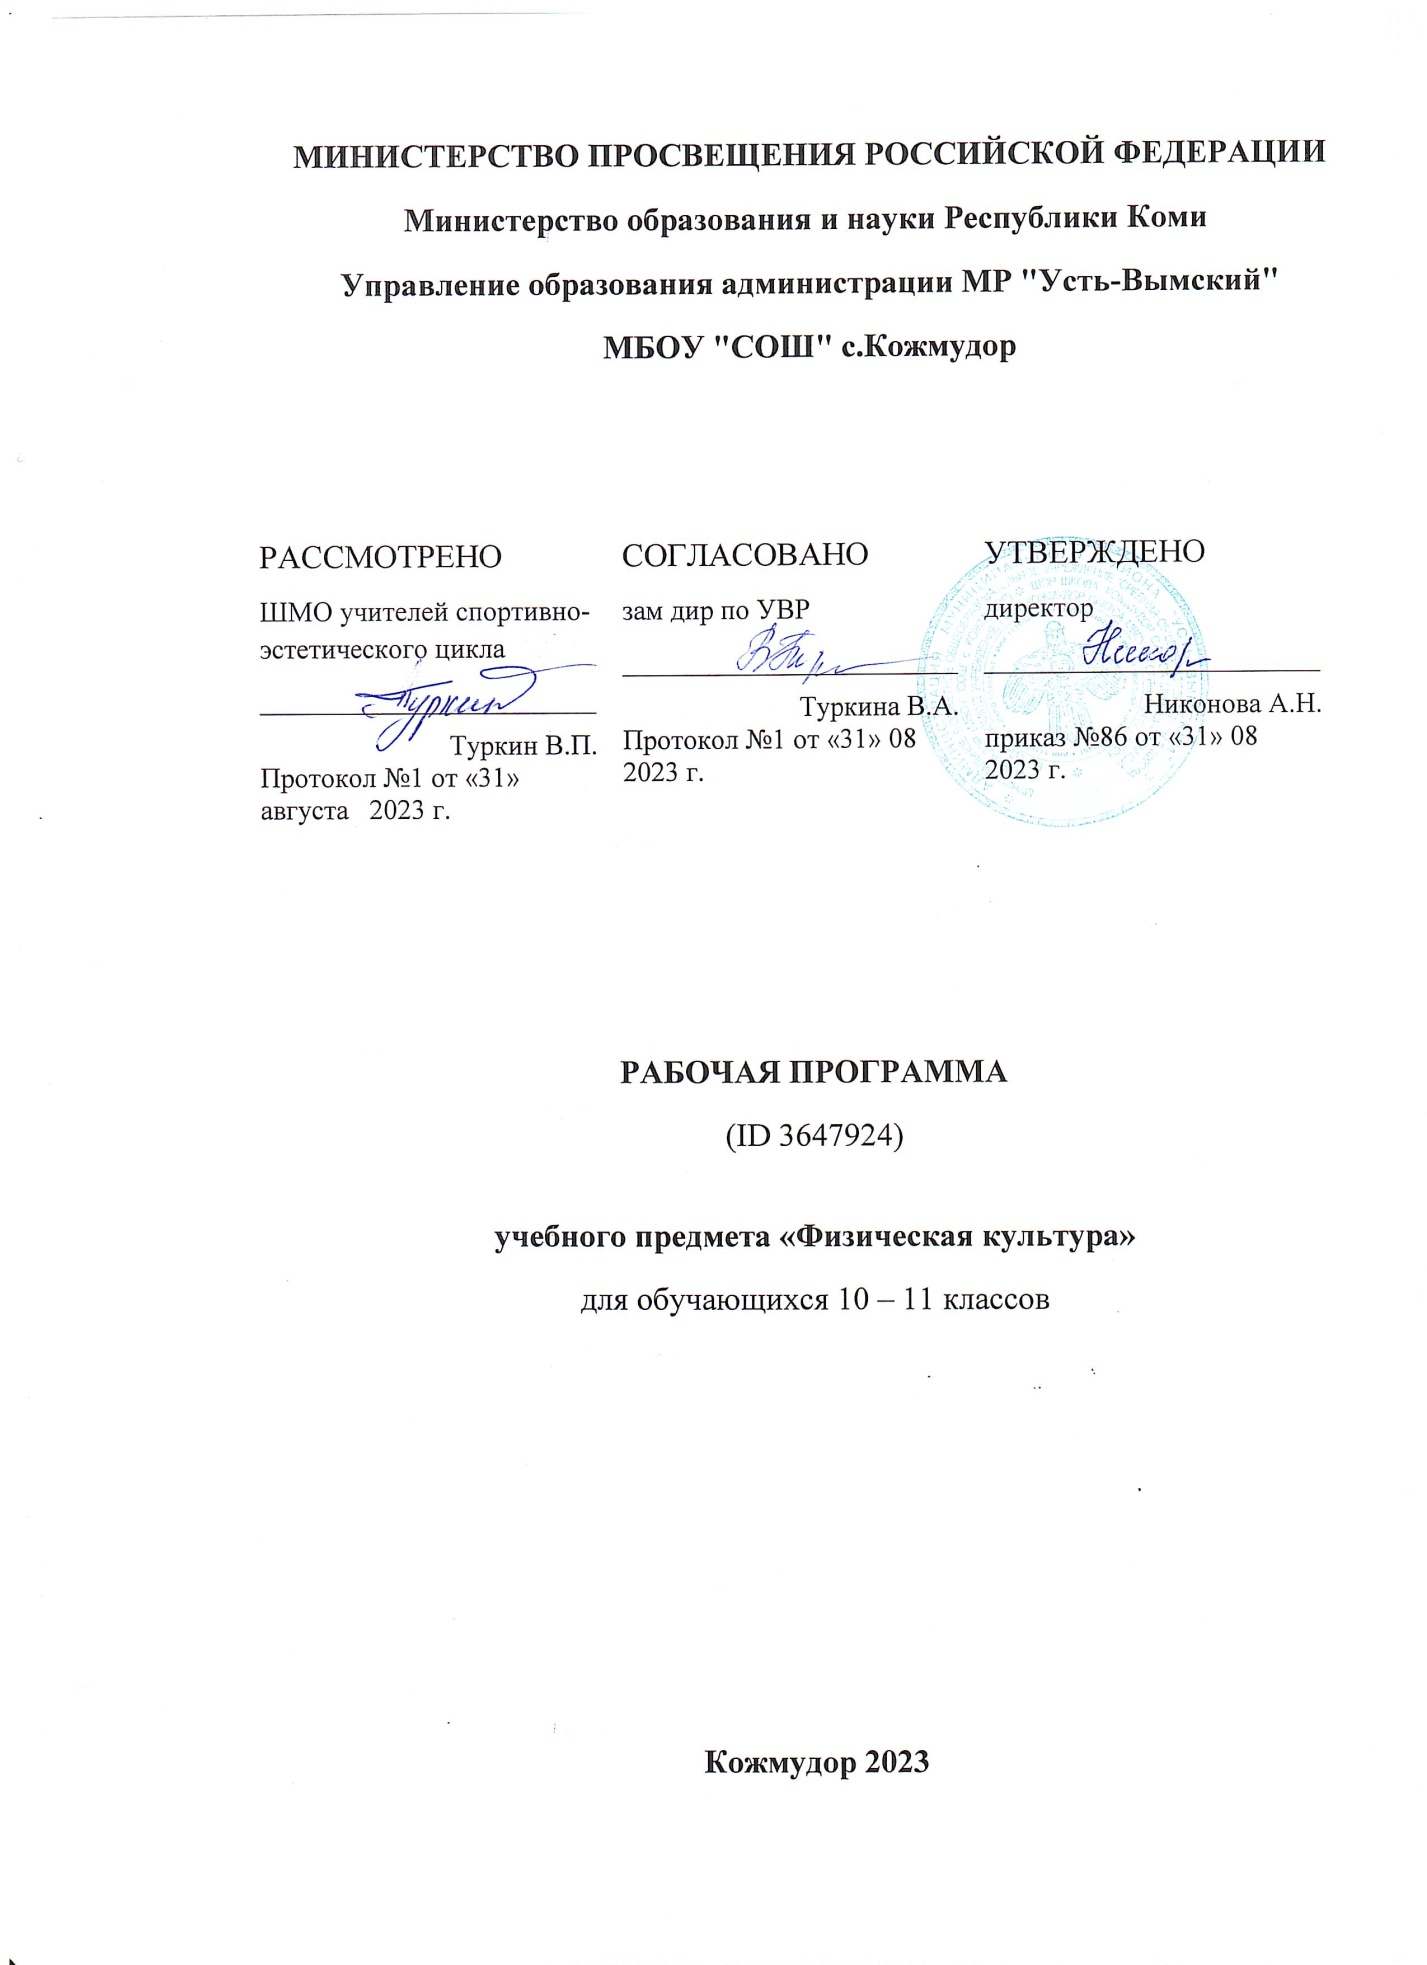 МИНИСТЕРСТВО ПРОСВЕЩЕНИЯ РОССИЙСКОЙ ФЕДЕРАЦИИ
Министерство образования и науки Республики Коми
Управление образования администрации МР "Усть-Вымский"
МБОУ "СОШ" с.Кожмудор
РАССМОТРЕНО
ШМО учителей спортивно-
эстетического цикла
Туркин
Туркин В.П.
Протокол №1 от «31»
августа 2023 г.
СОГЛАСОВАНО
зам дир по УВР
Туркина В.А.
Протокол №1 от «31» 08
2023 г.
УТВЕРЖДЕНО
директор
Никонова А.Н.
приказ №86 от «31» 08
2023 г.
РАБОЧАЯ ПРОГРАММА
(ID 3647924)
учебного предмета «Физическая культура»
для обучающихся 10 – 11 классов
Кожмудор 2023